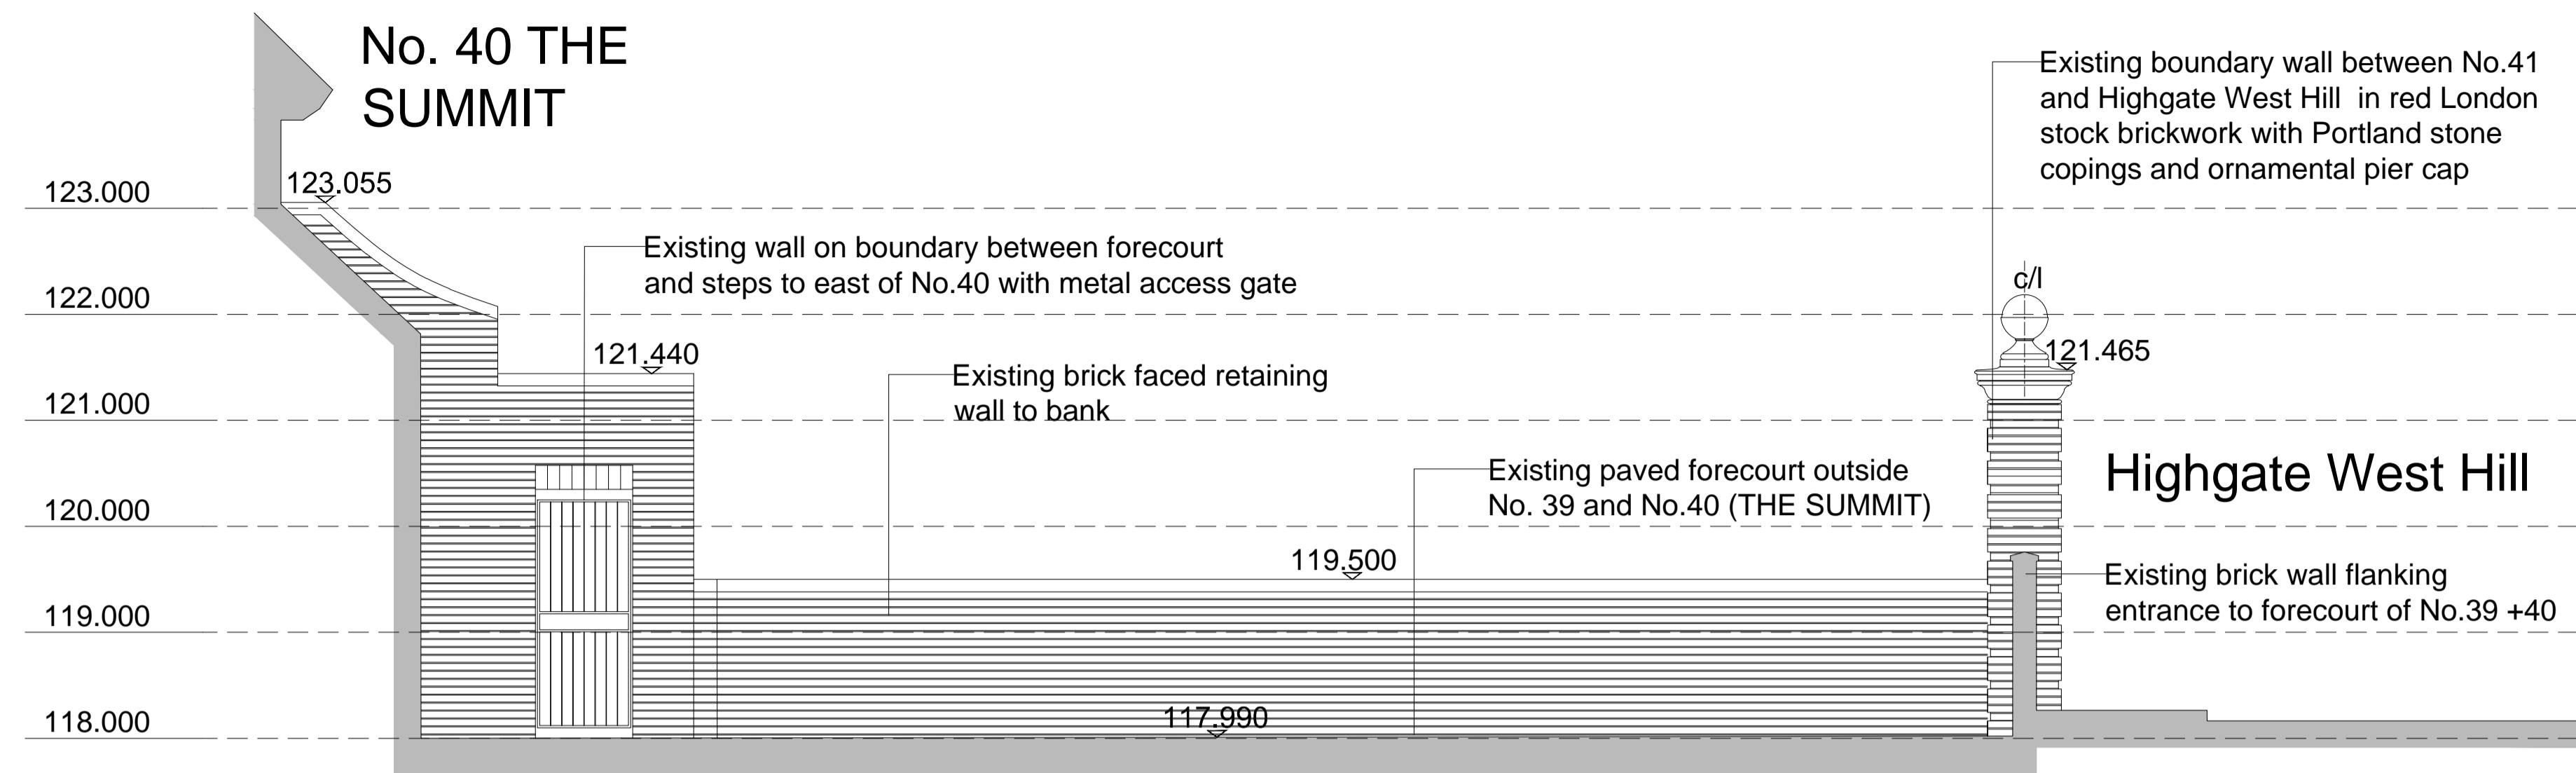 No. 40 THE
SUMMIT
Existing boundary wall between No.41
and Highgate West Hill in red London
stock brickwork with Portland stone
copings and ornamental pier cap
123.000
123.055
Existing wall on boundary between forecourt
and steps to east of No.40 with metal access gate
122.000
c/l
121.440
121.465
Existing brick faced retaining
wall to bank
121.000
Existing paved forecourt outside
No. 39 and No.40 (THE SUMMIT)
Highgate West Hill
120.000
119.500
Existing brick wall flanking
entrance to forecourt of No.39 +40
119.000
118.000
117.990